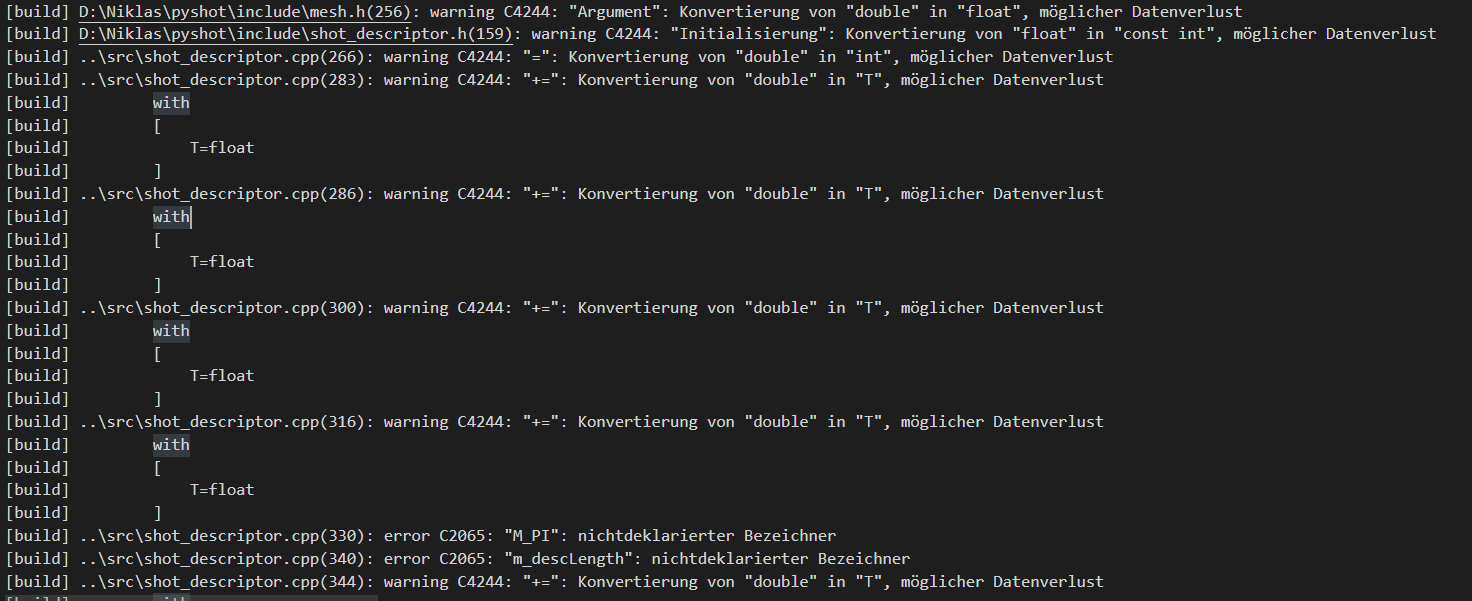 [build] D:\Niklas\pyshot\include\mesh.h(256): warning C4244: "Argument": Konvertierung von "double" in "float", möglicher Datenverlust
[build] D:\Niklas\pyshot\include\shot_descriptor.h(159): warning C4244: "Initialisierung": Konvertierung von "float" in "const int", möglicher Datenverlust
[build] ..\src\shot_descriptor.cpp(266): warning C4244: "=": Konvertierung von "double" in "int", möglicher Datenverlust
[build] ..\src\shot_descriptor.cpp(283): warning C4244: "+=": Konvertierung von "double" in "T", möglicher Datenverlust
[build]         with
[build]         [
[build]             T=float
[build]         ]
[build] ..\src\shot_descriptor.cpp(286): warning C4244: "+=": Konvertierung von "double" in "T", möglicher Datenverlust
[build]         with
[build]         [
[build]             T=float
[build]         ]
[build] ..\src\shot_descriptor.cpp(300): warning C4244: "+=": Konvertierung von "double" in "T", möglicher Datenverlust
[build]         with
[build]         [
[build]             T=float
[build]         ]
[build] ..\src\shot_descriptor.cpp(316): warning C4244: "+=": Konvertierung von "double" in "T", möglicher Datenverlust
[build]         with
[build]         [
[build]             T=float
[build]         ]
[build] ..\src\shot_descriptor.cpp(330): error C2065: "M_PI": nichtdeklarierter Bezeichner
[build] ..\src\shot_descriptor.cpp(340): error C2065: "m_descLength": nichtdeklarierter Bezeichner
[build] ..\src\shot_descriptor.cpp(344): warning C4244: "+=": Konvertierung von "double" in "T", möglicher Datenverlust